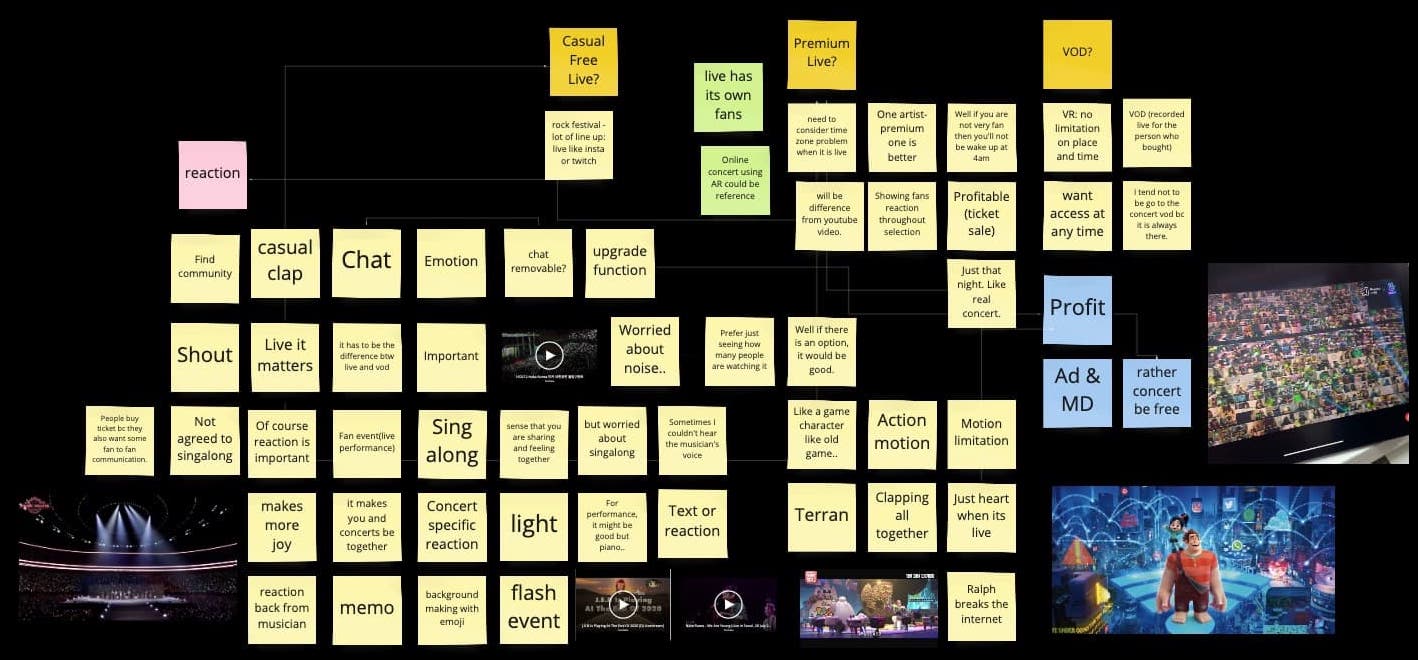 Casual
Free
Live?
Premium
Live?
VOD?
live has
its own
fans
rock festival -
lot of line up:
live like insta
or twitch
need to
consider time
zone problem
when it is live
One artist-
premium
one is
better
Well if you are
not very fan
then you'll not
be wake up at
4am
VR: no
limitation
on place
and time
VOD (recorded
live for the
person who
bought)
reaction
Online
concert using
AR could be
reference
will be
difference
from youtube
video.
Showing fans
reaction
throughout
selection
Profitable
(ticket
sale)
want
access at
any time
I tend not to
be go to the
concert vod bc
it is always
there.
Find
community
casual
clap
Chat
Emotion
chat
removable?
upgrade
function
Just that
night. Like
real
concert.
Profit
Shout
Live it
matters
it has to be the
difference btw
live and vod
Important
Worried
about
noise..
Prefer just
seeing how
many people
are watching it
Well if there
is an option,
it would be
good.
Ad &
MD
rather
concert
be free
People buy
ticket bc they
also want some
fan to fan
communication.
Not
agreed to
singalong
Of course
reaction is
important
Fan event(live
performance)
Sing
along
sense that you
are sharing
and feeling
together
but worried
about
singalong
Sometimes I
couldn't hear
the musician's
voice
Like a game
character
like old
game..
Action
motion
Motion
limitation
makes
more
joy
it makes
you and
concerts be
together
Concert
specific
reaction
light
For
performance,
it might be
good but
piano..
Text or
reaction
Terran
Clapping
all
together
Just heart
when its
live
reaction
back from
musician
memo
background
making with
emoji
flash
event
Ralph
breaks the
internet